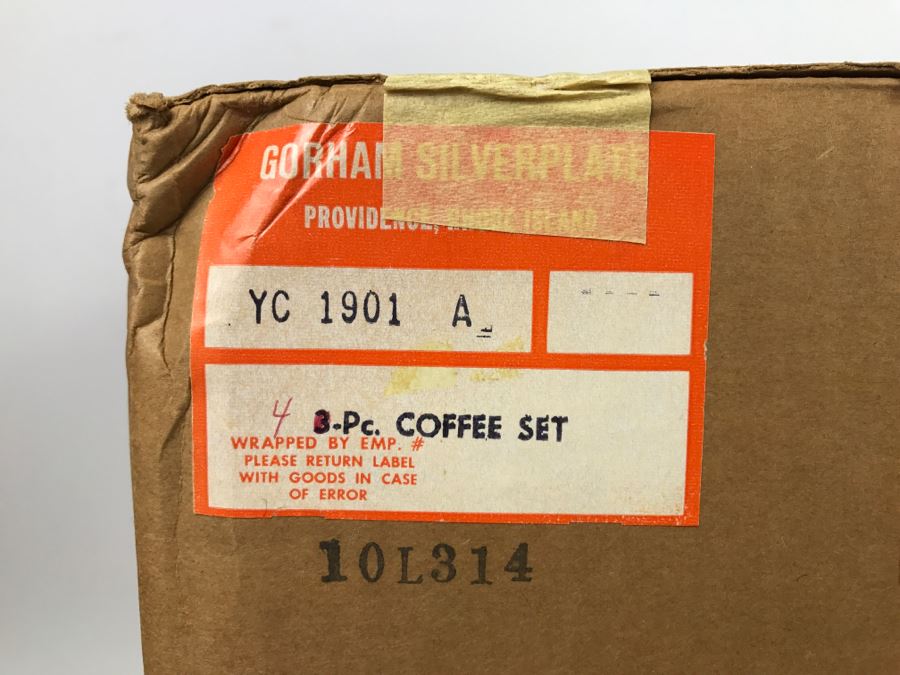 GORHAM SILVERPLATE
PROVIDENCE, RHODE ISLAND
YC 1901 A
4 3-Pc. COFFEE SET
WRAPPED BY EMP. #
PLEASE RETURN LABEL
WITH GOODS IN CASE
OF ERROR
10L314